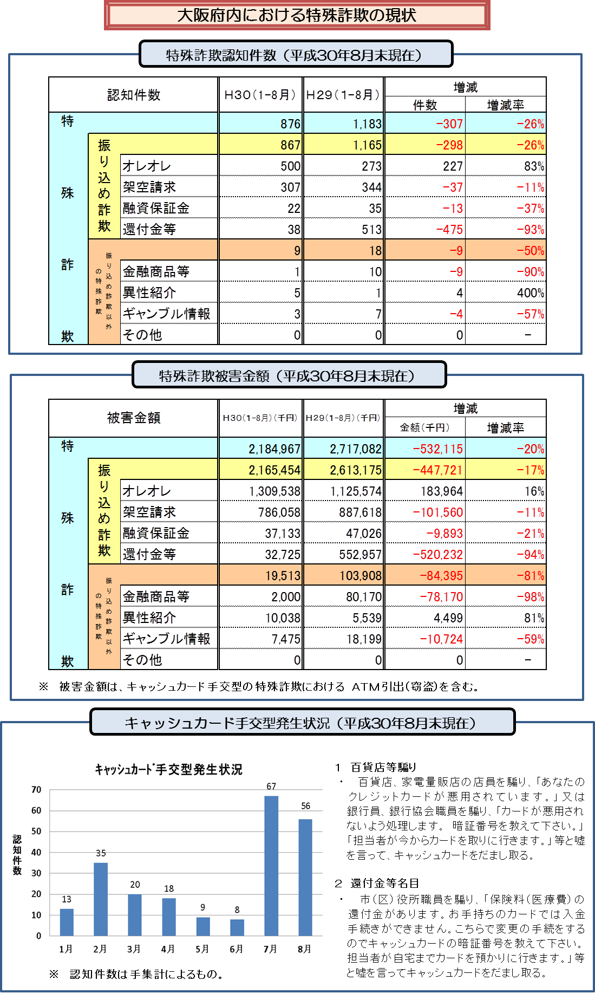 大阪府内における特殊詐欺の現状
特殊詐欺認知件数（平成30年8月末現在）
認知件数 H30（1-8月） H29（1-8月） 増減
件数 増減率
特殊詐欺 876 1,183 -307 -26%
振り込め詐欺 867 1,165 -298 -26%
オレオレ 500 273 227 83%
架空請求 307 344 -37 -11%
融資保証金 22 35 -13 -37%
還付金等 38 513 -475 -93%
振り込め詐欺以外の特殊詐欺 9 18 -9 -50%
金融商品等 1 10 -9 -90%
異性紹介 5 1 4 400%
ギャンブル情報 3 7 -4 -57%
その他 0 0 0 -
特殊詐欺被害金額（平成30年8月末現在）
被害金額 H30（1-8月）（千円） H29（1-8月）（千円） 増減
金額（千円） 増減率
特殊詐欺 2,184,967 2,717,082 -532,115 -20%
振り込め詐欺 2,165,454 2,613,175 -447,721 -17%
オレオレ 1,309,538 1,125,574 183,964 16%
架空請求 786,058 887,618 -101,560 -11%
融資保証金 37,133 47,026 -9,893 -21%
還付金等 32,725 552,957 -520,232 -94%
振り込め詐欺以外の特殊詐欺 19,513 103,908 -84,395 -81%
金融商品等 2,000 80,170 -78,170 -98%
異性紹介 10,038 5,539 4,499 81%
ギャンブル情報 7,475 18,199 -10,724 -59%
その他 0 0 0 -
※　被害金額は、キャッシュカード手交型の特殊詐欺における ATM引出（窃盗）を含む。
キャッシュカード手交型発生状況（平成30年8月末現在）
ｷｬｯｼｭｶｰﾄﾞ手交型発生状況
認知件数
70
60
50
40
30
20
10
0
13 35 20 18 9 8 67 56
1月 2月 3月 4月 5月 6月 7月 8月
※　認知件数は手集計によるもの。
1　百貨店等騙り
・　百貨店、家電量販店の店員を騙り、「あなたの
クレジットカードが悪用されています。」又は
銀行員、銀行協会職員を騙り、「カードが悪用され
ないよう処理します。　暗証番号を教えて下さい。」
「担当者が今からカードを取りに行きます。」等と嘘
を言って、キャッシュカードをだまし取る。
2　還付金等名目
・　市（区）役所職員を騙り、「保険料（医療費）の
還付金があります。お手持ちのカードでは入金
手続きができません。こちらで変更の手続をする
のでキャッシュカードの暗証番号を教えて下さい。
担当者が自宅までカードを預かりに行きます。」等
と嘘を言ってキャッシュカードをだまし取る。